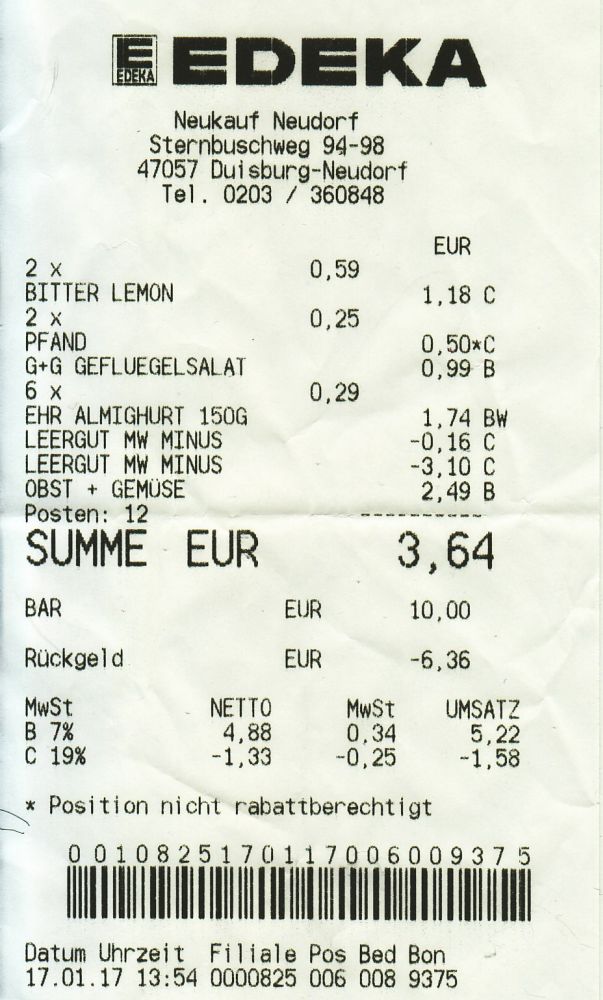 EDEKA EDEKA
Neukauf Neudorf
Sternbuschweg 94-98
47057 Duisburg-Neudorf
Tel. 0203 / 360848
EUR
2 x 0,59
BITTER LEMON 1,18 C
2 x 0,25
PFAND 0,50*C
G+G GEFLUEGELSALAT 0,99 B
6 x 0,29
EHR ALMIGHURT 150G 1,74 BW
LEERGUT MW MINUS -0,16 C
LEERGUT MW MINUS -3,10 C
OBST + GEMÜSE 2,49 B
Posten: 12 ----------
SUMME EUR 3,64
BAR EUR 10,00
Rückgeld EUR -6,36
MwSt NETTO MwSt UMSATZ
B 7% 4,88 0,34 5,22
C 19% -1,33 -0,25 -1,58
* Position nicht rabattberechtigt
0010825170117006009375
Datum Uhrzeit Filiale Pos Bed Bon
17.01.17 13:54 0000825 006 008 9375